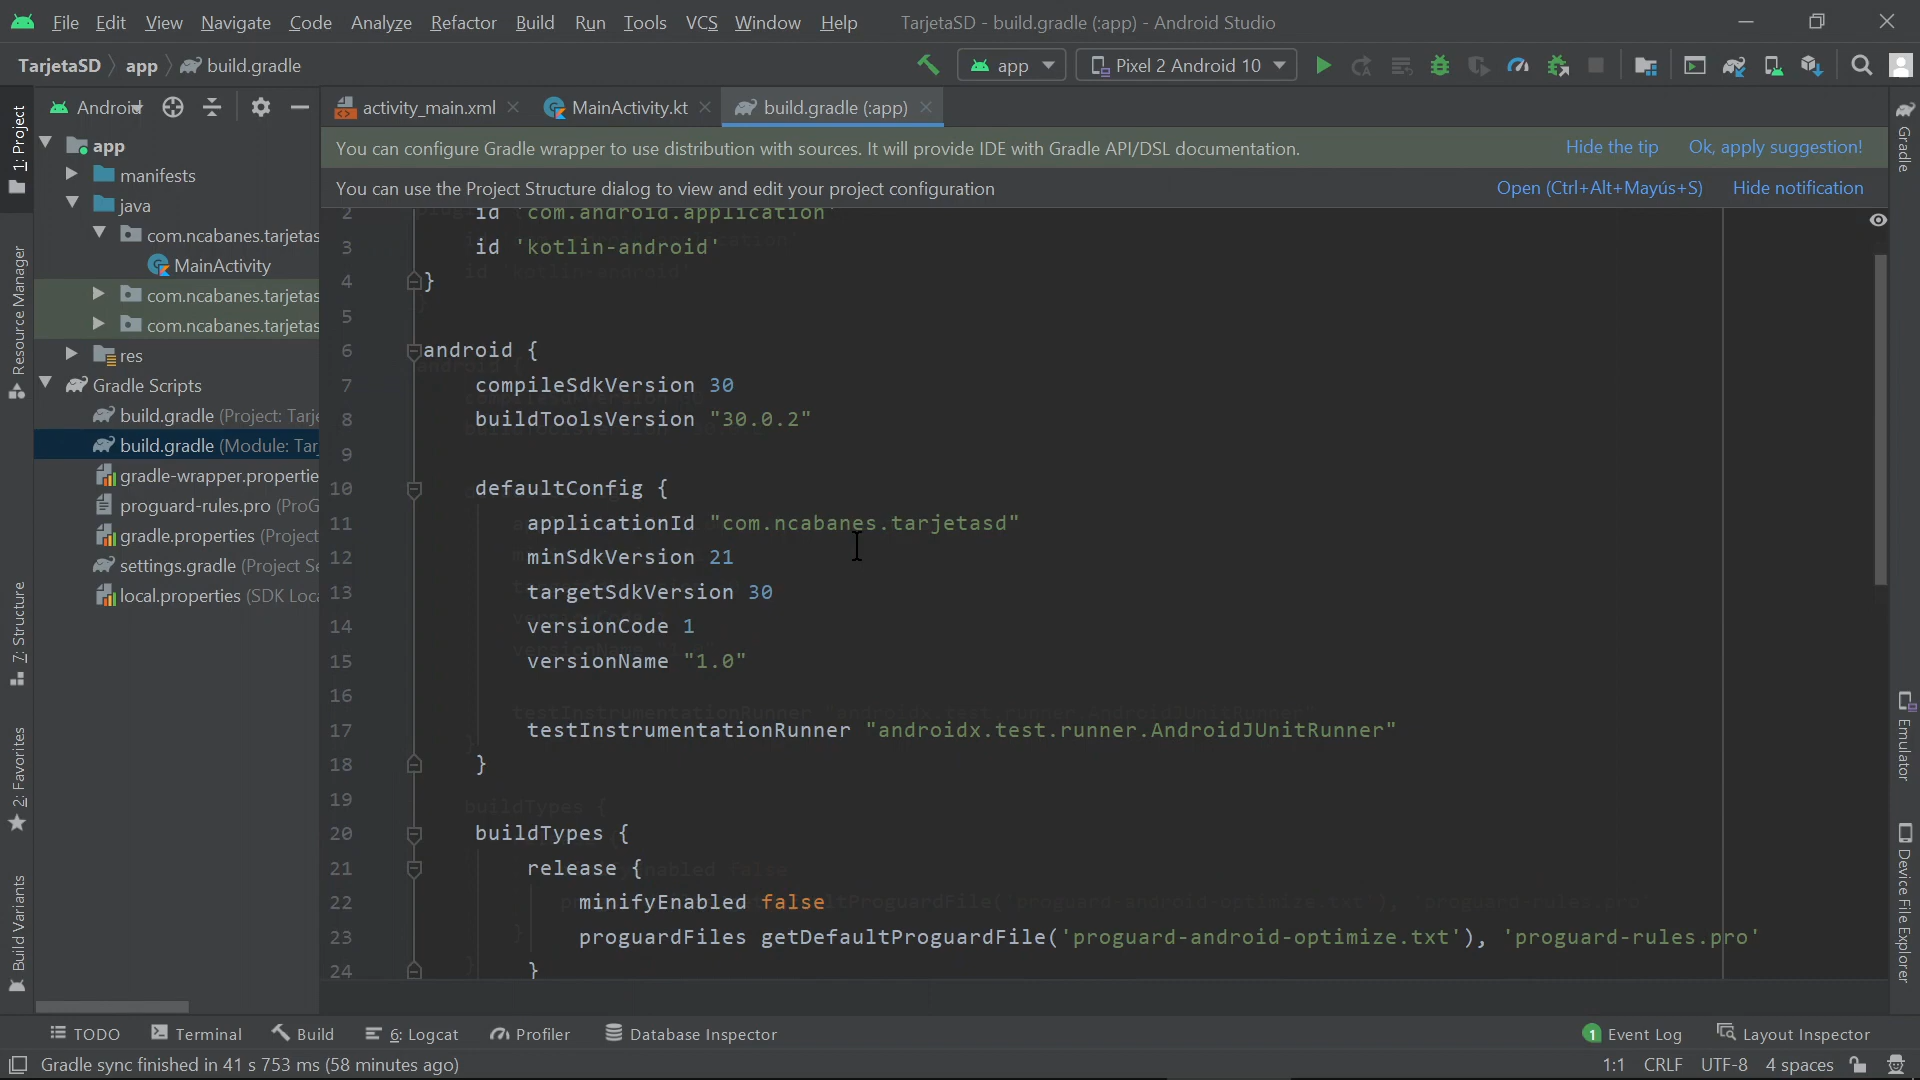 File Edit View Navigate Code Analyze Refactor Build Run Tools VCS Window Help TarjetaSD - build.gradle (:app) - Android Studio
TarjetaSD app build.gradle app Pixel 2 Android 10
Android activity_main.xml MainActivity.kt build.gradle (:app)
You can configure Gradle wrapper to use distribution with sources. It will provide IDE with Gradle API/DSL documentation. Hide the tip Ok, apply suggestion!
You can use the Project Structure dialog to view and edit your project configuration Open (Ctrl+Alt+Mayús+S) Hide notification
1: Project
Resource Manager
7: Structure
2: Favorites
Build Variants
app
manifests
java
com.ncabanes.tarjetas
MainActivity
com.ncabanes.tarjetas
com.ncabanes.tarjetas
res
Gradle Scripts
build.gradle (Project: Tarje
build.gradle (Module: Tar
gradle-wrapper.propertie
proguard-rules.pro (ProG
gradle.properties (Project
settings.gradle (Project Se
local.properties (SDK Loca
2 id 'com.android.application'
3 id 'kotlin-android'
4 }
5
6 android {
7 compileSdkVersion 30
8 buildToolsVersion "30.0.2"
9
10 defaultConfig {
11 applicationId "com.ncabanes.tarjetasd"
12 minSdkVersion 21
13 targetSdkVersion 30
14 versionCode 1
15 versionName "1.0"
16
17 testInstrumentationRunner "androidx.test.runner.AndroidJUnitRunner"
18 }
19
20 buildTypes {
21 release {
22 minifyEnabled false
23 proguardFiles getDefaultProguardFile('proguard-android-optimize.txt'), 'proguard-rules.pro'
24 }
Gradle
Emulator
Device File Explorer
TODO Terminal Build 6: Logcat Profiler Database Inspector 1 Event Log Layout Inspector
Gradle sync finished in 41 s 753 ms (58 minutes ago) 1:1 CRLF UTF-8 4 spaces